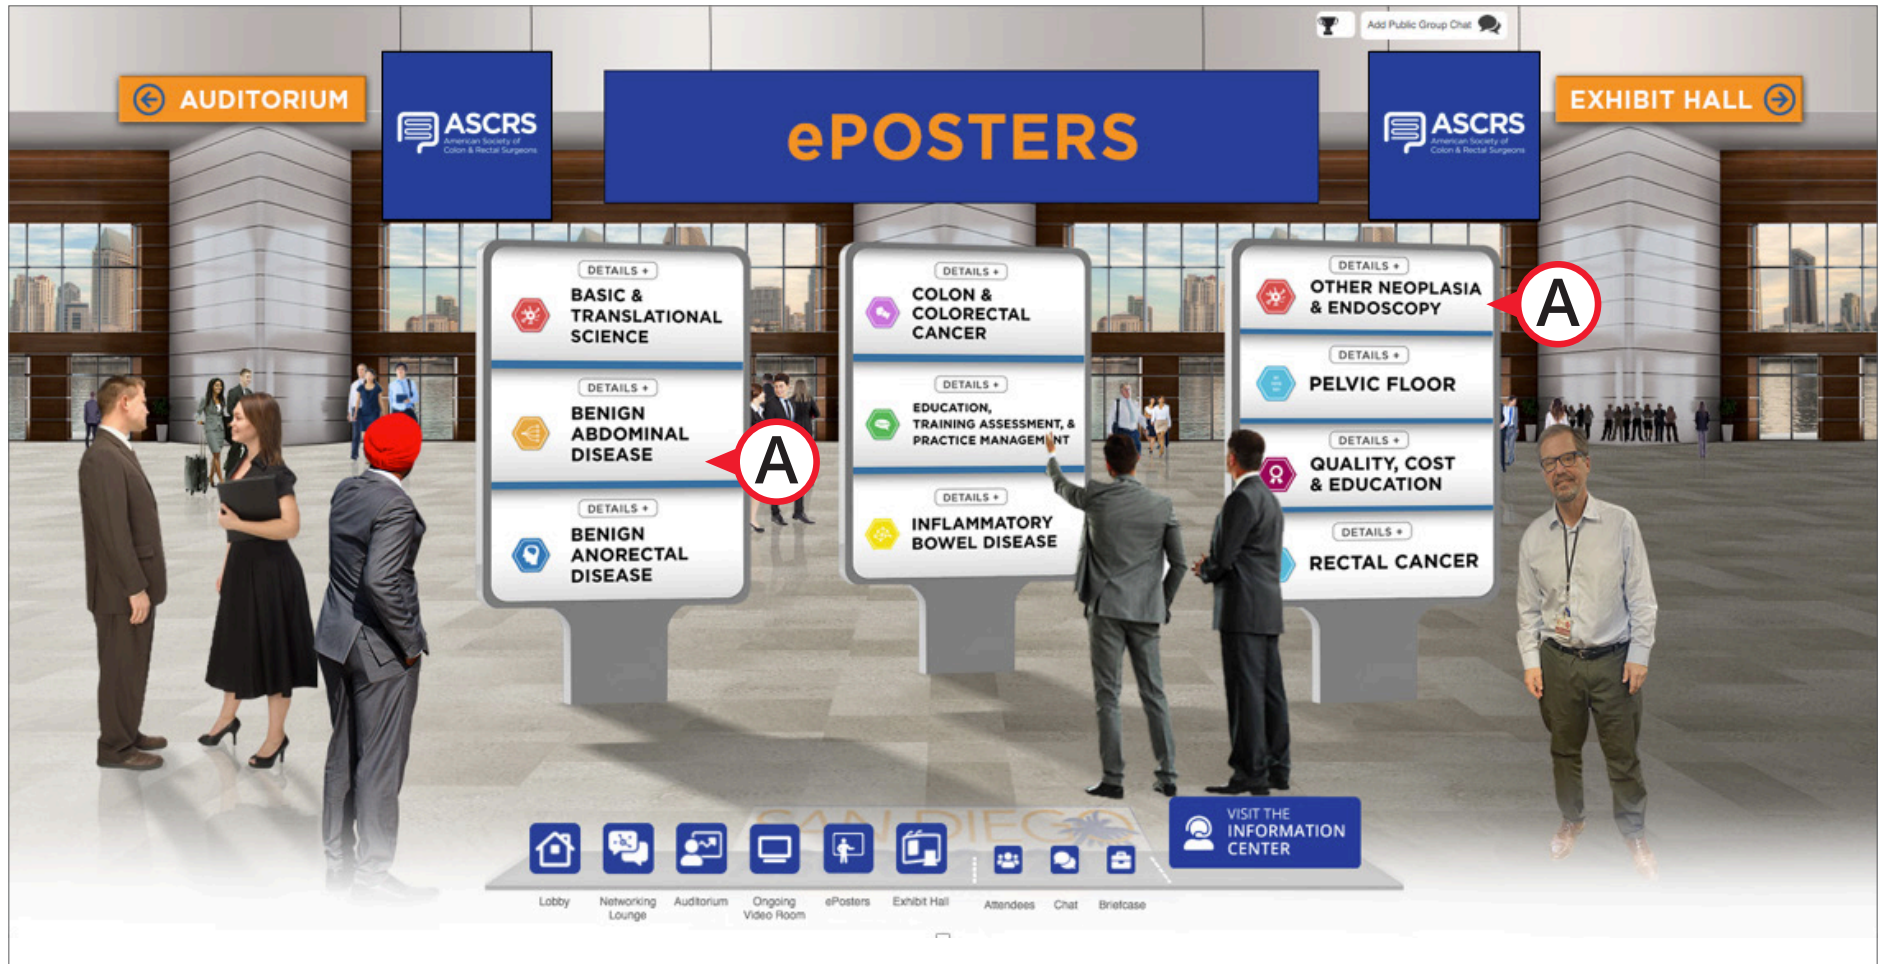 Add Public Group Chat
AUDITORIUM
ASCRS
American Society of
Colon & Rectal Surgeons
ePOSTERS
ASCRS
American Society of
Colon & Rectal Surgeons
EXHIBIT HALL
DETAILS +
BASIC &
TRANSLATIONAL
SCIENCE
DETAILS +
BENIGN
ABDOMINAL
DISEASE
A
DETAILS +
BENIGN
ANORECTAL
DISEASE
DETAILS +
COLON &
COLORECTAL
CANCER
DETAILS +
EDUCATION,
TRAINING ASSESSMENT, &
PRACTICE MANAGEMENT
DETAILS +
INFLAMMATORY
BOWEL DISEASE
DETAILS +
OTHER NEOPLASIA
& ENDOSCOPY
A
DETAILS +
PELVIC FLOOR
DETAILS +
QUALITY, COST
& EDUCATION
DETAILS +
RECTAL CANCER
SAN DIEGO
VISIT THE
INFORMATION
CENTER
Lobby
Networking
Lounge
Auditorium
Ongoing
Video Room
ePosters
Exhibit Hall
Attendees
Chat
Briefcase